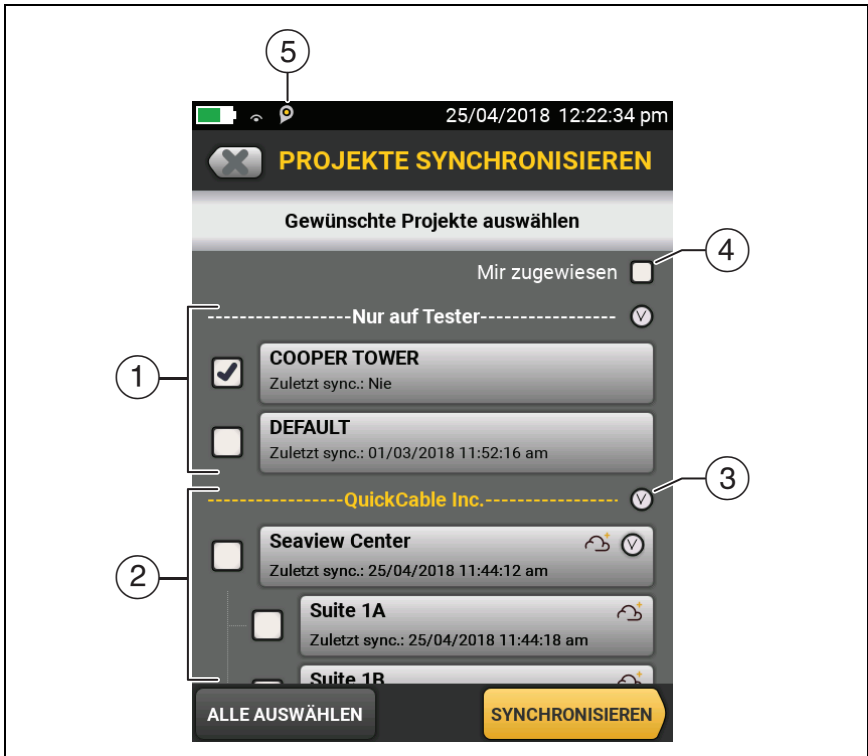 5
25/04/2018 12:22:34 pm
PROJEKTE SYNCHRONISIEREN
Gewünschte Projekte auswählen
Mir zugewiesen
4
--------------------Nur auf Tester------------------
1
COOPER TOWER
Zuletzt sync.: Nie
DEFAULT
Zuletzt sync.: 01/03/2018 11:52:16 am
3
-------------------QuickCable Inc.------------------
2
Seaview Center
Zuletzt sync.: 25/04/2018 11:44:12 am
Suite 1A
Zuletzt sync.: 25/04/2018 11:44:18 am
Suite 1B
ALLE AUSWÄHLEN
SYNCHRONISIEREN